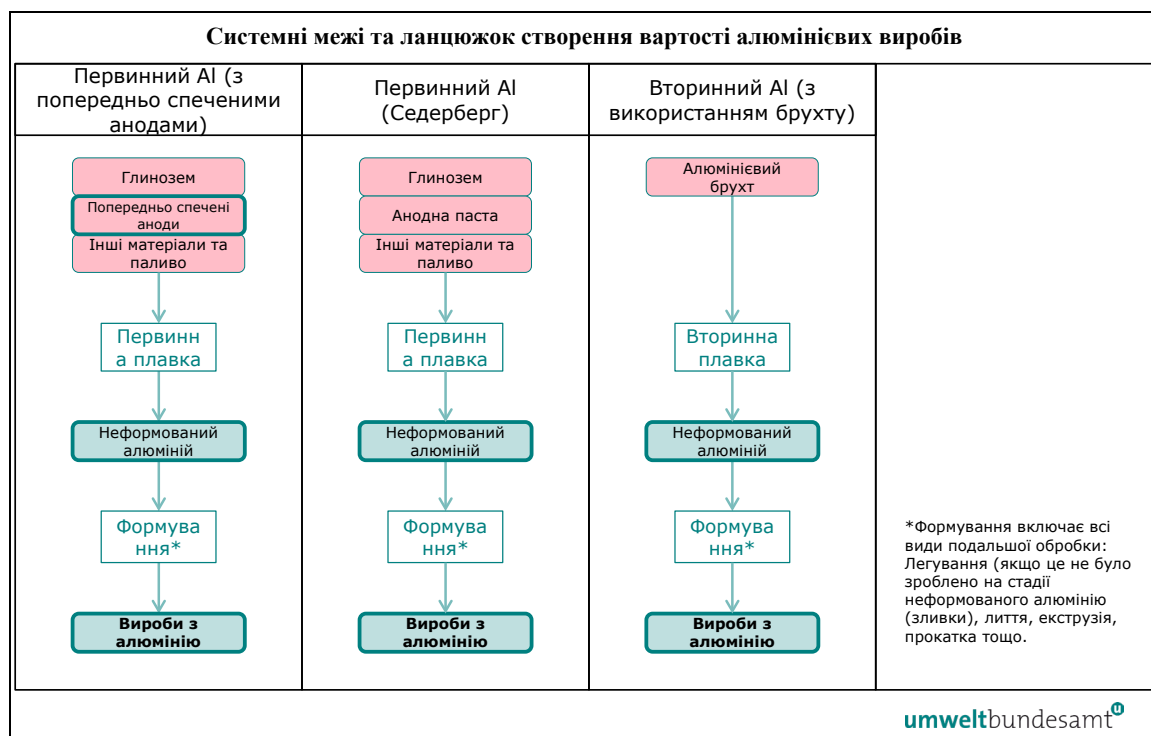 Системні межі та ланцюжок створення вартості алюмінієвих виробів
Первинний Al (з
попередньо спеченими
анодами)
Первинний Al
(Седерберг)
Вторинний Al (з
використанням брухту)
Глинозем
Попередньо спечені
аноди
Інші матеріали та
паливо
Первинн
а плавка
Неформований
алюміній
Формува
ння*
Вироби з
алюмінію
Глинозем
Анодна паста
Інші матеріали та
паливо
Первинн
а плавка
Неформований
алюміній
Формува
ння*
Вироби з
алюмінію
Алюмінієвий
брухт
Вторинна
плавка
Неформований
алюміній
Формува
ння*
Вироби з
алюмінію
*Формування включає всі
види подальшої обробки:
Легування (якщо це не було
зроблено на стадії
неформованого алюмінію
(зливки), лиття, екструзія,
прокатка тощо.
umweltbundesamt u